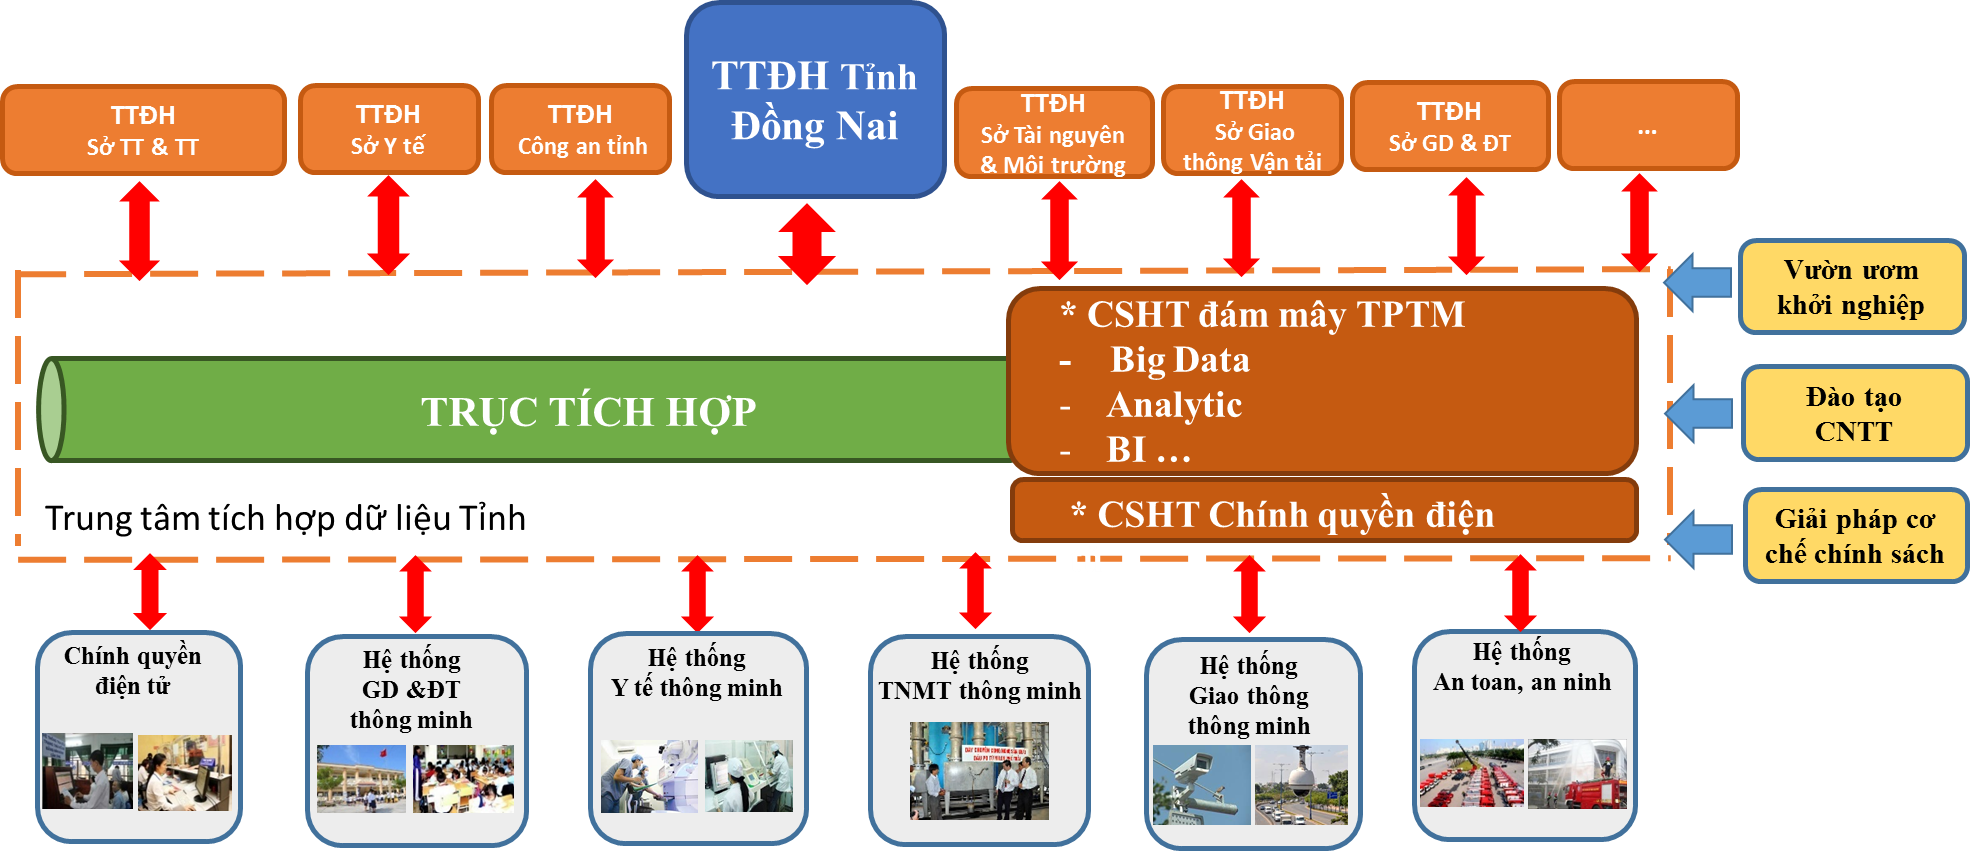 TTĐH
Sở TT & TT
TTĐH
Sở Y tế
TTĐH
Công an tỉnh
TTĐH Tỉnh
Đồng Nai
TTĐH
Sở Tài nguyên
& Môi trường
TTĐH
Sở Giao
thông Vận tải
TTĐH
Sở GD & ĐT
...
* CSHT đám mây TPTM
- Big Data
- Analytic
- BI …
TRỤC TÍCH HỢP
* CSHT Chính quyền điện
Trung tâm tích hợp dữ liệu Tỉnh
Vườn ươm
khởi nghiệp
Đào tạo
CNTT
Giải pháp cơ
chế chính sách
Chính quyền
điện tử
Hệ thống
GD &ĐT
thông minh
Hệ thống
Y tế thông minh
Hệ thống
TNMT thông minh
Hệ thống
Giao thông
thông minh
Hệ thống
An toan, an ninh